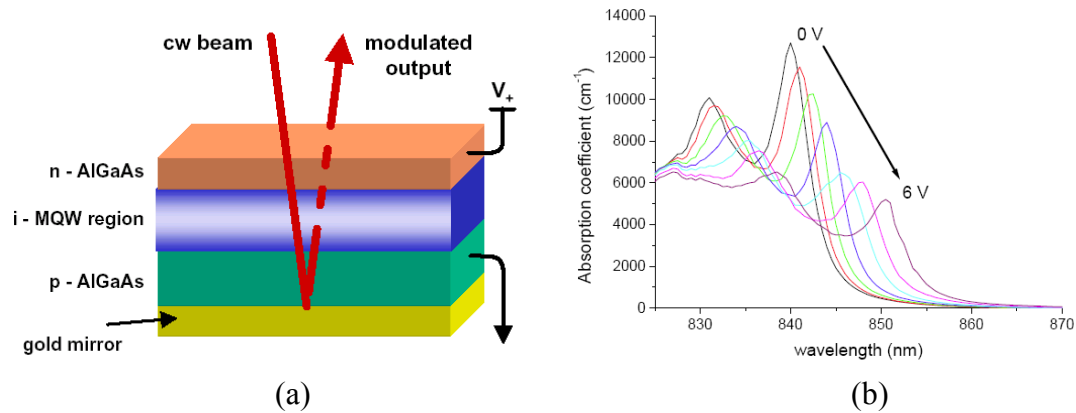 cw beam
modulated
output
V+
n - AlGaAs
i - MQW region
p - AlGaAs
gold mirror
(a)
Absorption coefficient (cm-1)
14000
12000
10000
8000
6000
4000
2000
0
0 V
6 V
830
840
850
860
870
wavelength (nm)
(b)